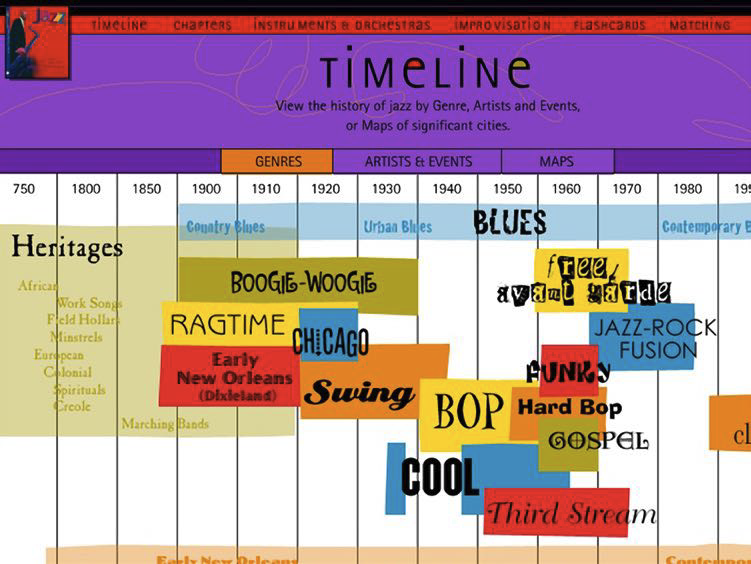 Jazz
TIMELINE CHAPTERS INSTRUMENTS & ORCHESTRAS IMPROVISATION FLASHCARDS MATCHING
TiMeLiNe
View the history of jazz by Genre, Artists and Events,
or Maps of significant cities.
GENRES ARTISTS & EVENTS MAPS
750 1800 1850 1900 1910 1920 1930 1940 1950 1960 1970 1980 195
BLUES
Country Blues Urban Blues Contemporary B
Heritages
African
Work Songs
Field Hollars
Minstrels
European
Colonial
Spirituals
Creole
Marching Bands
BOOGIE-WOOGIE
free/
avant garde
RAGTIME
CHICAGO
JAZZ-ROCK
FUSION
Early
New Orleans
(Dixieland)
Swing
FUNKY
BOP
Hard Bop
GOSPEL
cl
COOL
Third Stream
Early New Orleans Contempo